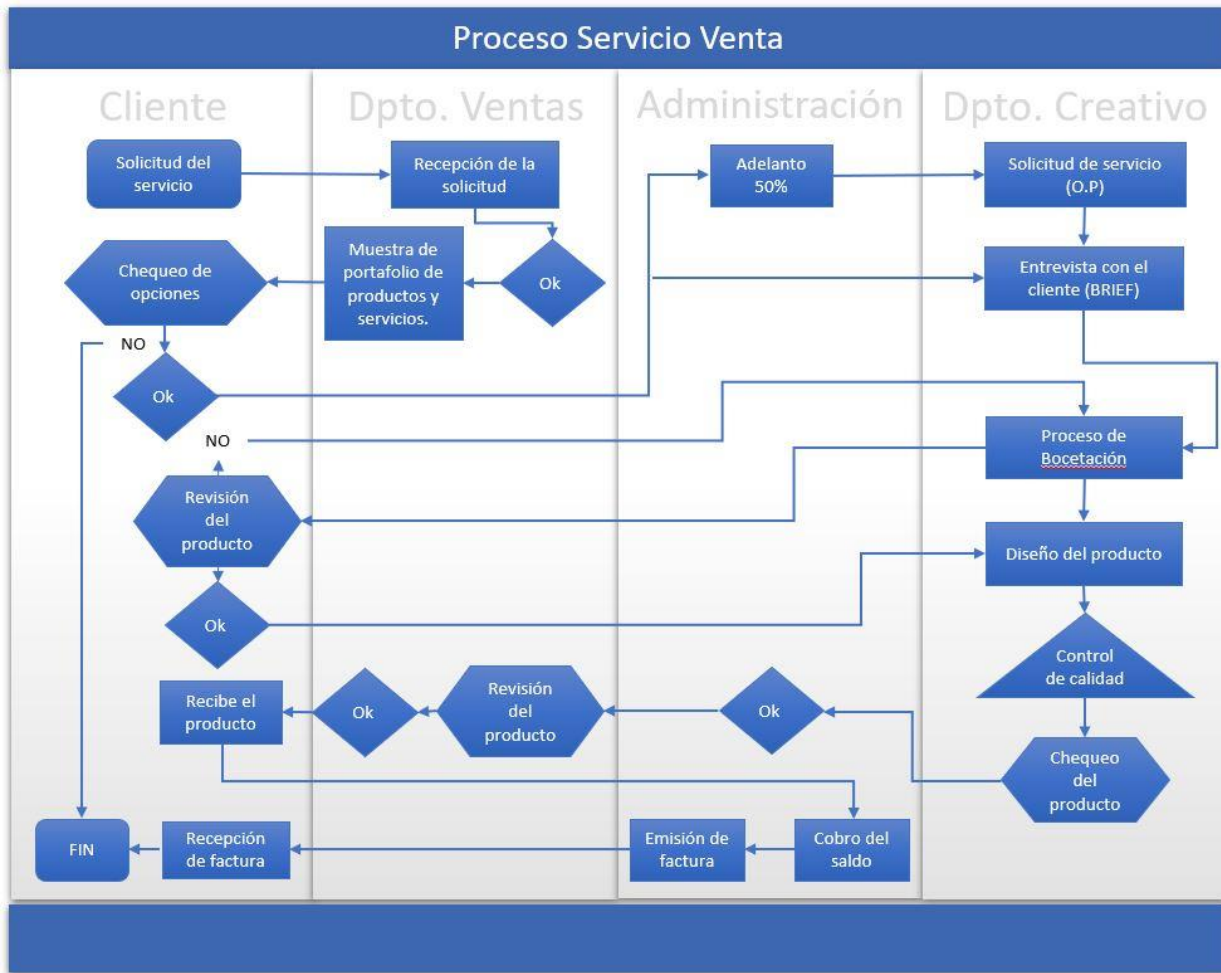 Proceso Servicio Venta
Cliente
Dpto. Ventas
Administración
Dpto. Creativo
Solicitud del
servicio
Recepción de la
solicitud
Adelanto
50%
Solicitud de servicio
(O.P)
Chequeo de
opciones
Muestra de
portafolio de
productos y
servicios.
Ok
Entrevista con el
cliente (BRIEF)
NO
Ok
NO
Proceso de
Bocetación
Revisión
del
producto
Diseño del producto
Ok
Control
de calidad
Recibe el
producto
Ok
Revisión
del
producto
Ok
Chequeo
del
producto
FIN
Recepción
de factura
Emisión de
factura
Cobro del
saldo